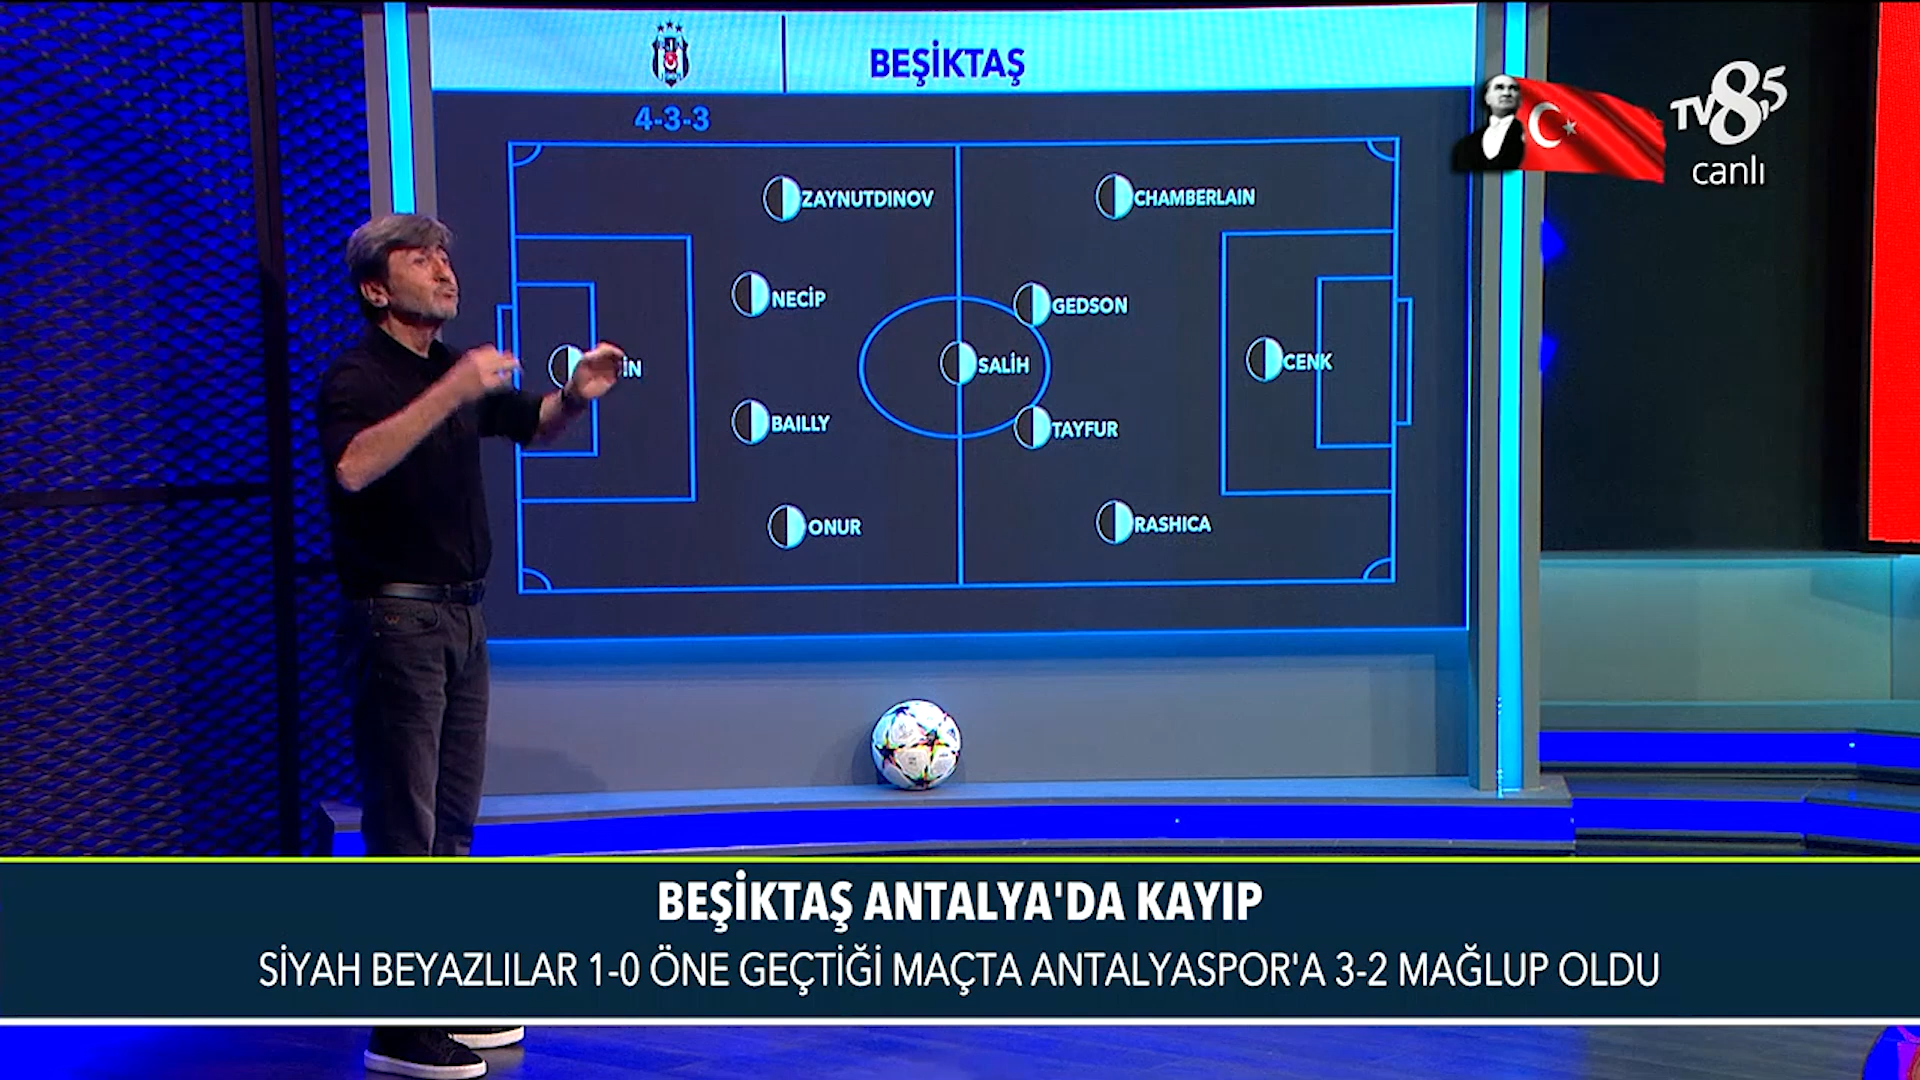 BEŞİKTAŞ
4-3-3
TV8,5
canlı
ZAYNUTDINOV
CHAMBERLAIN
NECİP
GEDSON
SALİH
CENK
BAILLY
TAYFUR
ONUR
RASHICA
BEŞİKTAŞ ANTALYA'DA KAYIP
SİYAH BEYAZLILAR 1-0 ÖNE GEÇTİĞİ MAÇTA ANTALYASPOR'A 3-2 MAĞLUP OLDU